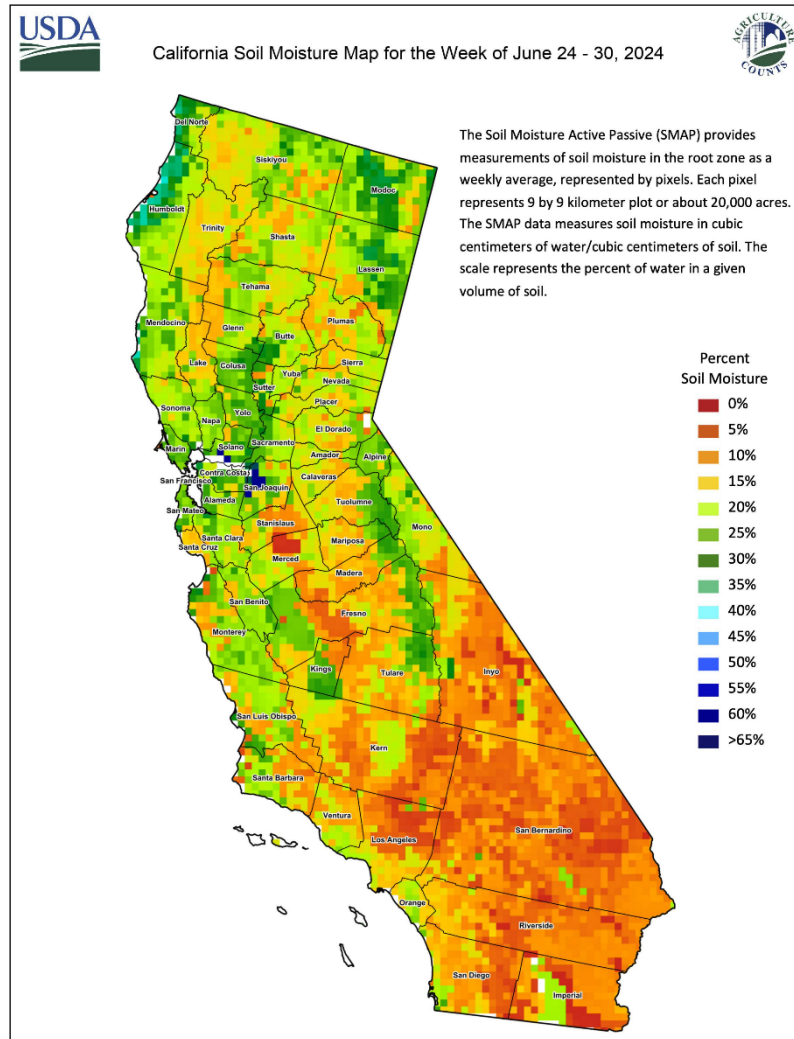 USDA
California Soil Moisture Map for the Week of June 24 - 30, 2024
AGRICULTURE
COUNTS
The Soil Moisture Active Passive (SMAP) provides
measurements of soil moisture in the root zone as a
weekly average, represented by pixels. Each pixel
represents 9 by 9 kilometer plot or about 20,000 acres.
The SMAP data measures soil moisture in cubic
centimeters of water/cubic centimeters of soil. The
scale represents the percent of water in a given
volume of soil.
Del Norte
Siskiyou
Modoc
Humboldt
Trinity
Shasta
Lassen
Tehama
Plumas
Mendocino
Glenn
Butte
Lake
Colusa
Sierra
Yuba
Sutter
Nevada
Placer
Sonoma
Napa
Yolo
El Dorado
Marin
Solano
Sacramento
Amador
Alpine
Contra Costa
San Francisco
San Joaquin
Calaveras
Alameda
Tuolumne
San Mateo
Mono
Stanislaus
Santa Clara
Santa Cruz
Mariposa
Merced
Madera
San Benito
Fresno
Monterey
Kings
Tulare
Inyo
San Luis Obispo
Kern
Santa Barbara
Ventura
Los Angeles
San Bernardino
Orange
Riverside
San Diego
Imperial
Percent
Soil Moisture
0%
5%
10%
15%
20%
25%
30%
35%
40%
45%
50%
55%
60%
>65%